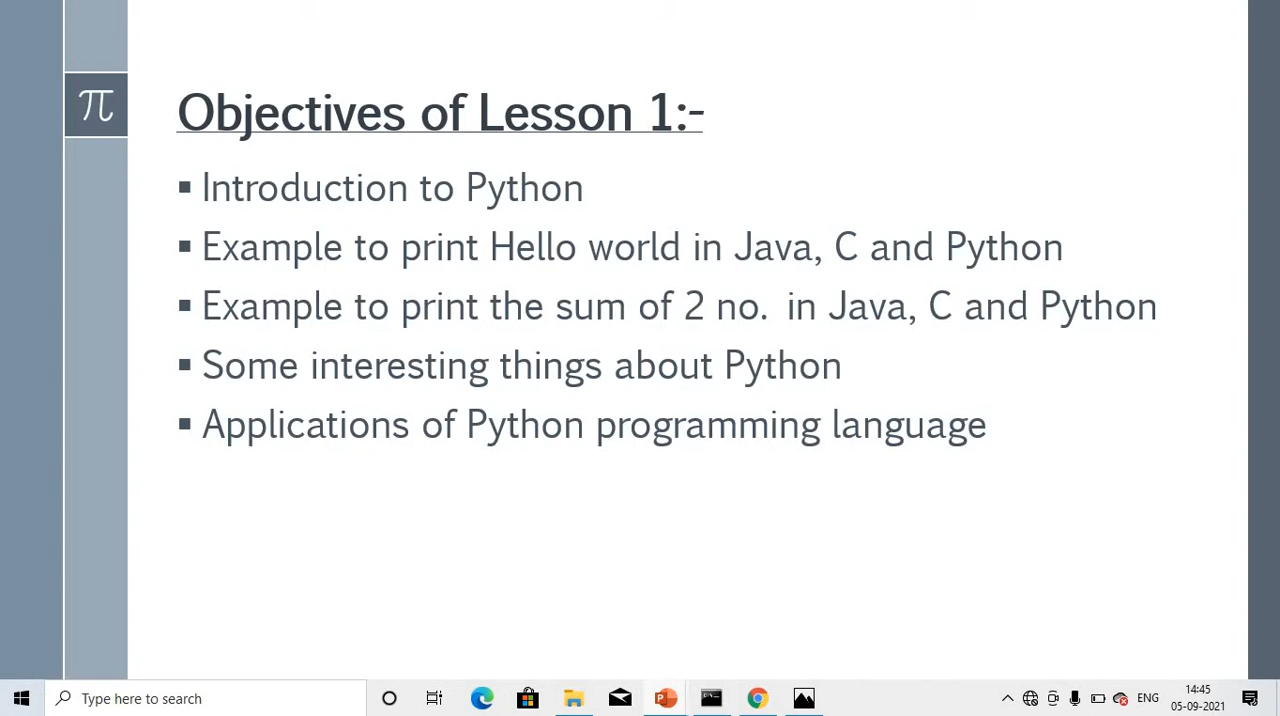 π
Objectives of Lesson 1:-
▪ Introduction to Python
▪ Example to print Hello world in Java, C and Python
▪ Example to print the sum of 2 no. in Java, C and Python
▪ Some interesting things about Python
▪ Applications of Python programming language
Type here to search
ENG
14:45
05-09-2021